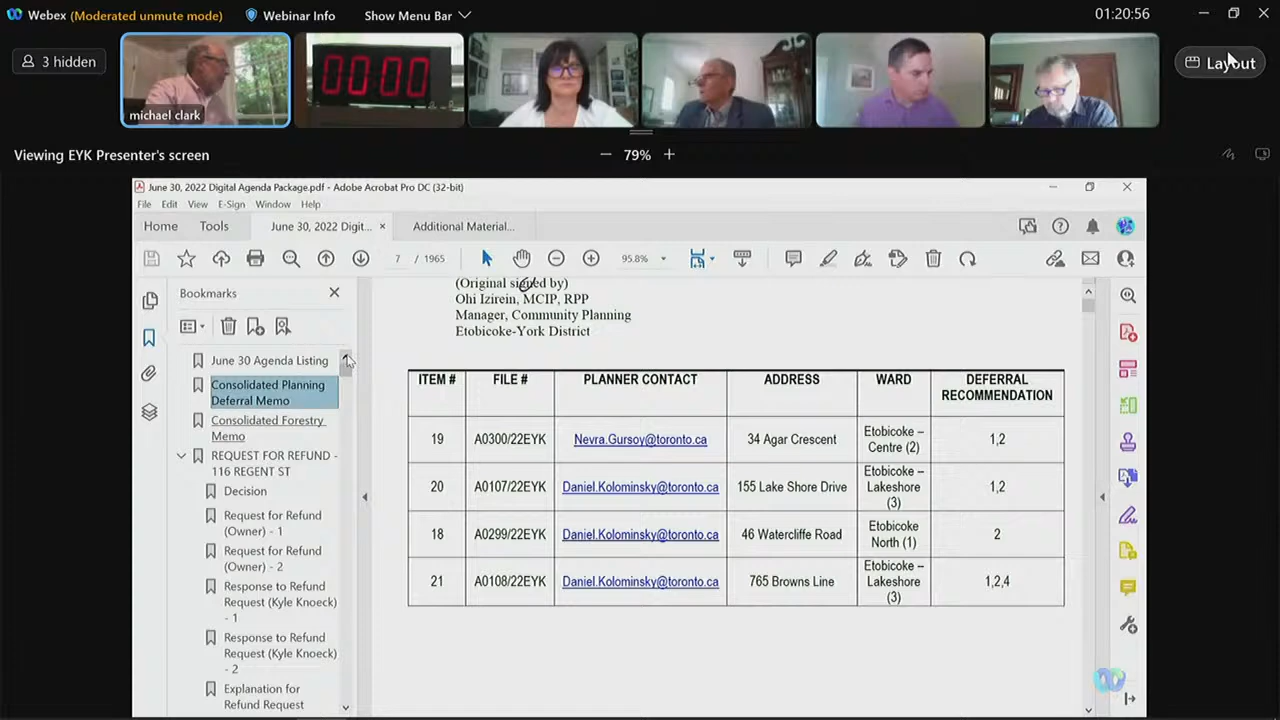 Webex (Moderated unmute mode) Webinar Info Show Menu Bar 01:20:56
3 hidden
michael clark
00:00
Layout
Viewing EYK Presenter's screen
79%
June 30, 2022 Digital Agenda Package.pdf - Adobe Acrobat Pro DC (32-bit)
File Edit View E-Sign Window Help
Home Tools June 30, 2022 Digit... × Additional Material...
7 / 1965 95.8%
Bookmarks
June 30 Agenda Listing
Consolidated Planning
Deferral Memo
Consolidated Forestry
Memo
REQUEST FOR REFUND -
116 REGENT ST
Decision
Request for Refund
(Owner) - 1
Request for Refund
(Owner) - 2
Response to Refund
Request (Kyle Knoeck)
- 1
Response to Refund
Request (Kyle Knoeck)
- 2
Explanation for
Refund Request
(Original signed by)
Ohi Izirein, MCIP, RPP
Manager, Community Planning
Etobicoke-York District
ITEM # FILE # PLANNER CONTACT ADDRESS WARD DEFERRAL
RECOMMENDATION
19 A0300/22EYK Nevra.Gursoy@toronto.ca 34 Agar Crescent Etobicoke –
Centre (2) 1,2
20 A0107/22EYK Daniel.Kolominsky@toronto.ca 155 Lake Shore Drive Etobicoke –
Lakeshore
(3) 1,2
18 A0299/22EYK Daniel.Kolominsky@toronto.ca 46 Watercliffe Road Etobicoke
North (1) 2
21 A0108/22EYK Daniel.Kolominsky@toronto.ca 765 Browns Line Etobicoke –
Lakeshore
(3) 1,2,4